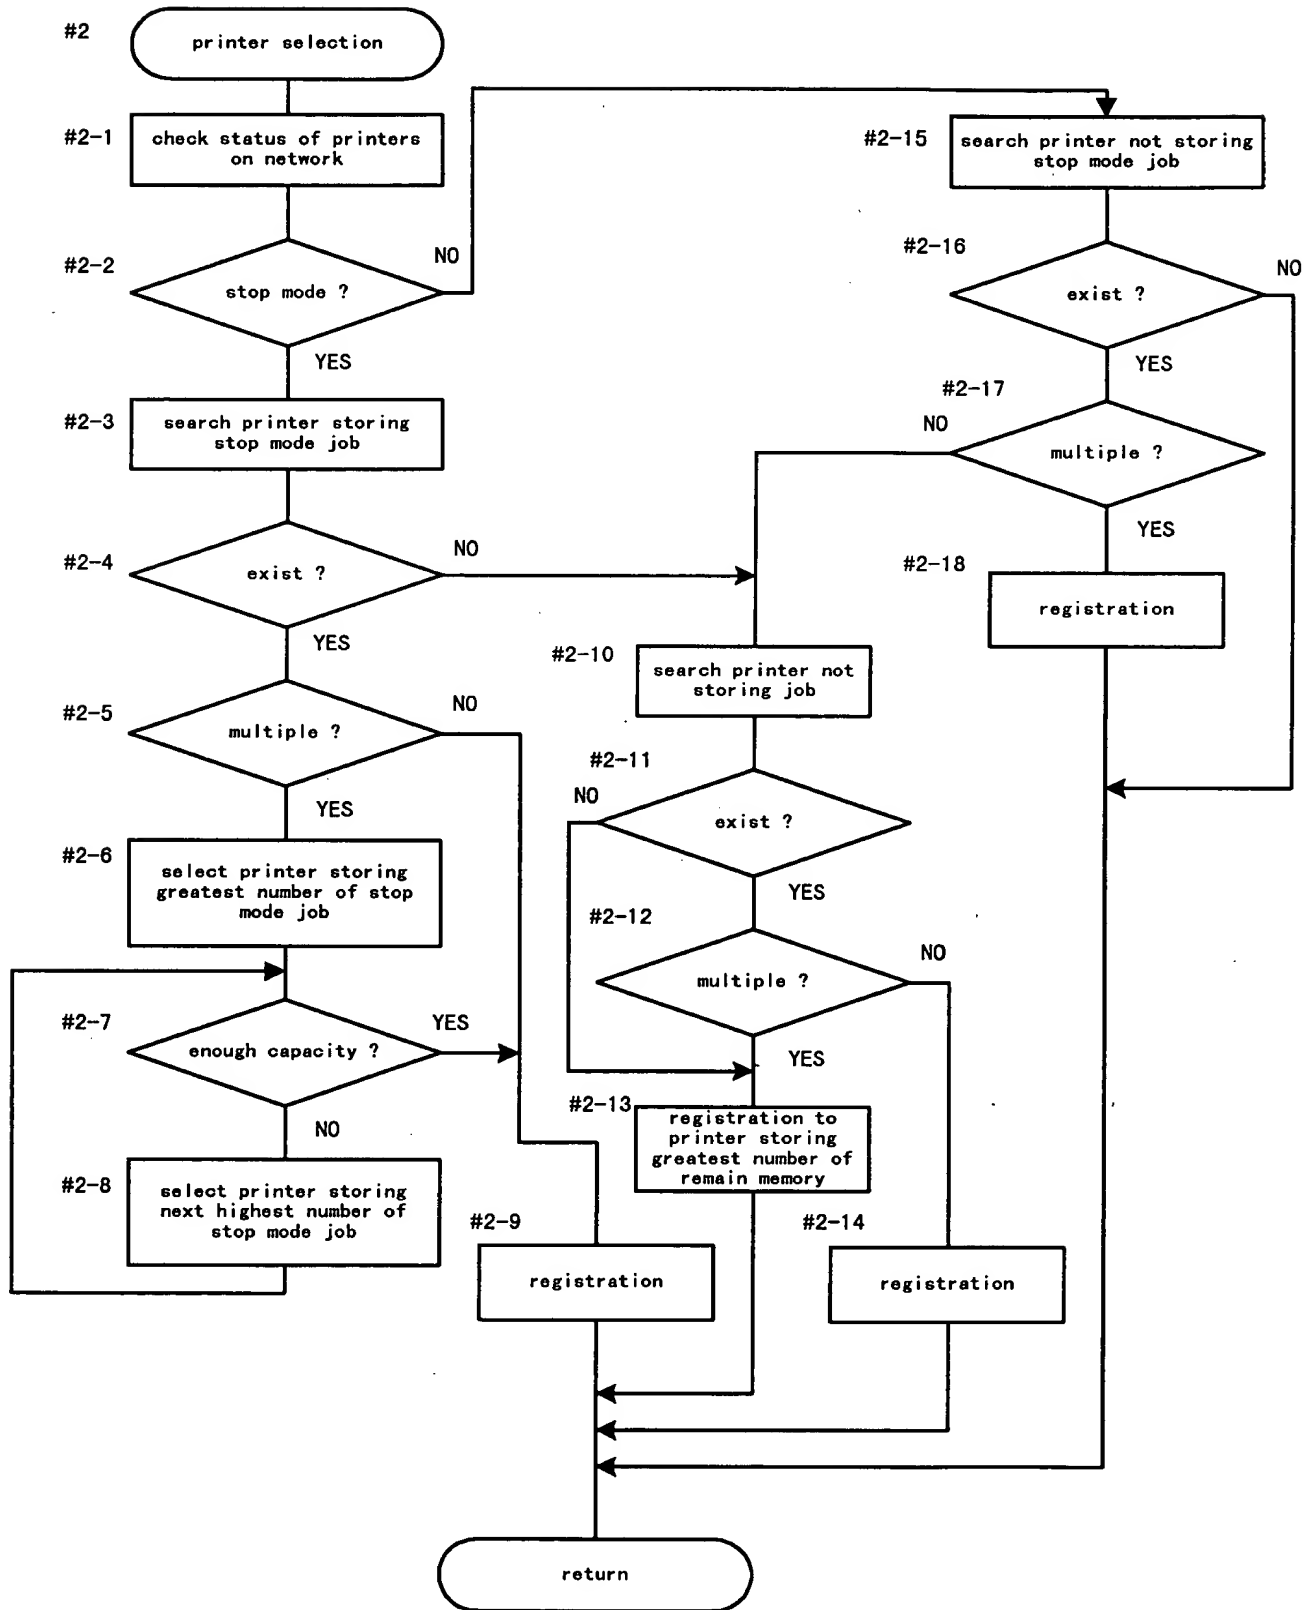 #2
printer selection
#2-1
check status of printers
on network
#2-2
stop mode ?
NO
YES
#2-3
search printer storing
stop mode job
#2-4
exist ?
NO
YES
#2-5
multiple ?
NO
YES
#2-6
select printer storing
greatest number of stop
mode job
#2-7
enough capacity ?
YES
NO
#2-8
select printer storing
next highest number of
stop mode job
#2-9
registration
#2-10
search printer not
storing job
#2-11
NO
exist ?
YES
#2-12
multiple ?
NO
YES
#2-13
registration to
printer storing
greatest number of
remain memory
#2-14
registration
#2-15
search printer not storing
stop mode job
#2-16
exist ?
NO
YES
#2-17
NO
multiple ?
YES
#2-18
registration
return